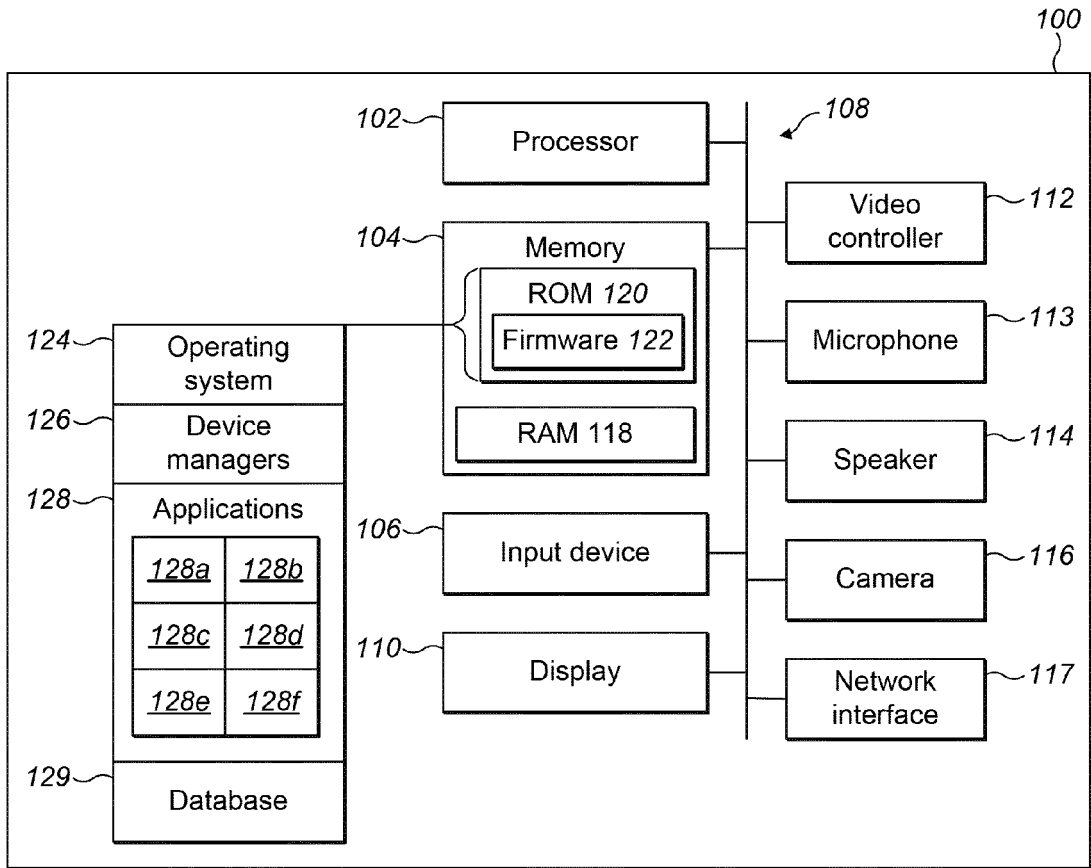 100
102
Processor
108
112
Video
controller
104
Memory
ROM 120
Firmware 122
RAM 118
113
Microphone
124
Operating
system
126
Device
managers
128
Applications
128a 128b
128c 128d
128e 128f
129
Database
114
Speaker
106
Input device
116
Camera
110
Display
117
Network
interface